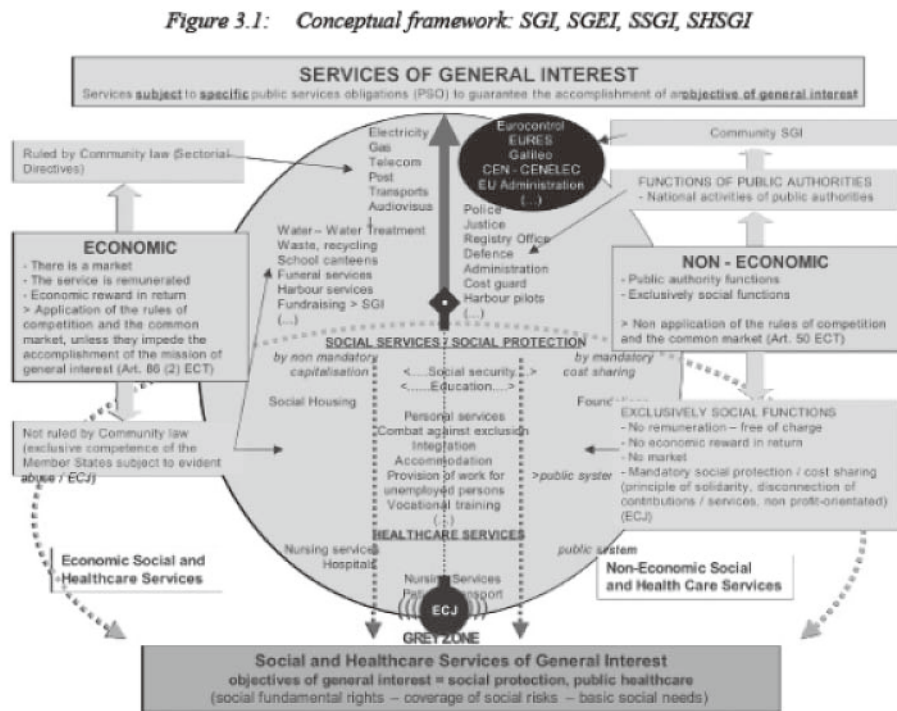 Figure 3.1: Conceptual framework: SGI, SGEI, SSGI, SHSGI
SERVICES OF GENERAL INTEREST
Services subject to specific public services obligations (PSO) to guarantee the accomplishment of an objective of general interest
Ruled by Community law (Sectorial
Directives)
ECONOMIC
- There is a market
- The service is remunerated
- Economic reward in return
> Application of the rules of
competition and the common
market, unless they impede the
accomplishment of the mission of
general interest (Art. 86 (2) ECT)
Not ruled by Community law
(exclusive competence of the
Member States subject to evident
abuse / ECJ)
Economic Social and
Healthcare Services
Electricity
Gas
Telecom
Post
Transports
Audiovisua
l
Water – Water Treatment
Waste, recycling
School canteens
Funeral services
Harbour services
Fundraising > SGI
(...)
Eurocontrol
EURES
Galileo
CEN - CENELEC
EU Administration
(...)
Police
Justice
Registry Office
Defence
Administration
Cost guard
Harbour pilots
(...)
SOCIAL SERVICES / SOCIAL PROTECTION
by non mandatory
capitalisation
by mandatory
cost sharing
<....Social security....>
<.....Education....>
Social Housing
Personal services
Combat against exclusion
Integration
Accommodation
Provision of work for
unemployed persons
Vocational training
(...)
>public syster
HEALTHCARE SERVICES
Nursing services
Hospitals
public system
Nursing Services
ECJ
GREY ZONE
Community SGI
FUNCTIONS OF PUBLIC AUTHORITIES
- National activities of public authorities
NON - ECONOMIC
- Public authority functions
- Exclusively social functions
> Non application of the rules of competition
and the common market (Art. 50 ECT)
EXCLUSIVELY SOCIAL FUNCTIONS
- No remuneration – free of charge
- No economic reward in return
- No market
- Mandatory social protection / cost sharing
(principle of solidarity, disconnection of
contributions / services, non profit-orientated)
(ECJ)
Non-Economic Social
and Health Care Services
Social and Healthcare Services of General Interest
objectives of general interest = social protection, public healthcare
(social fundamental rights – coverage of social risks – basic social needs)